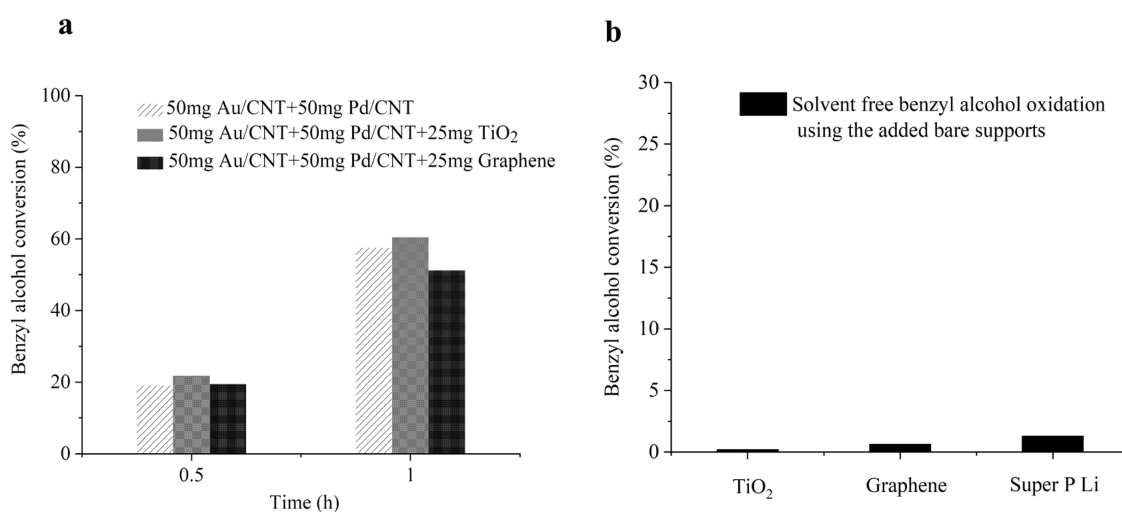 a
100
80
60
40
20
0
Benzyl alcohol conversion (%)
50mg Au/CNT+50mg Pd/CNT
50mg Au/CNT+50mg Pd/CNT+25mg TiO₂
50mg Au/CNT+50mg Pd/CNT+25mg Graphene
0.5
1
Time (h)
b
30
25
20
15
10
5
0
Benzyl alcohol conversion (%)
Solvent free benzyl alcohol oxidation
using the added bare supports
TiO₂
Graphene
Super P Li